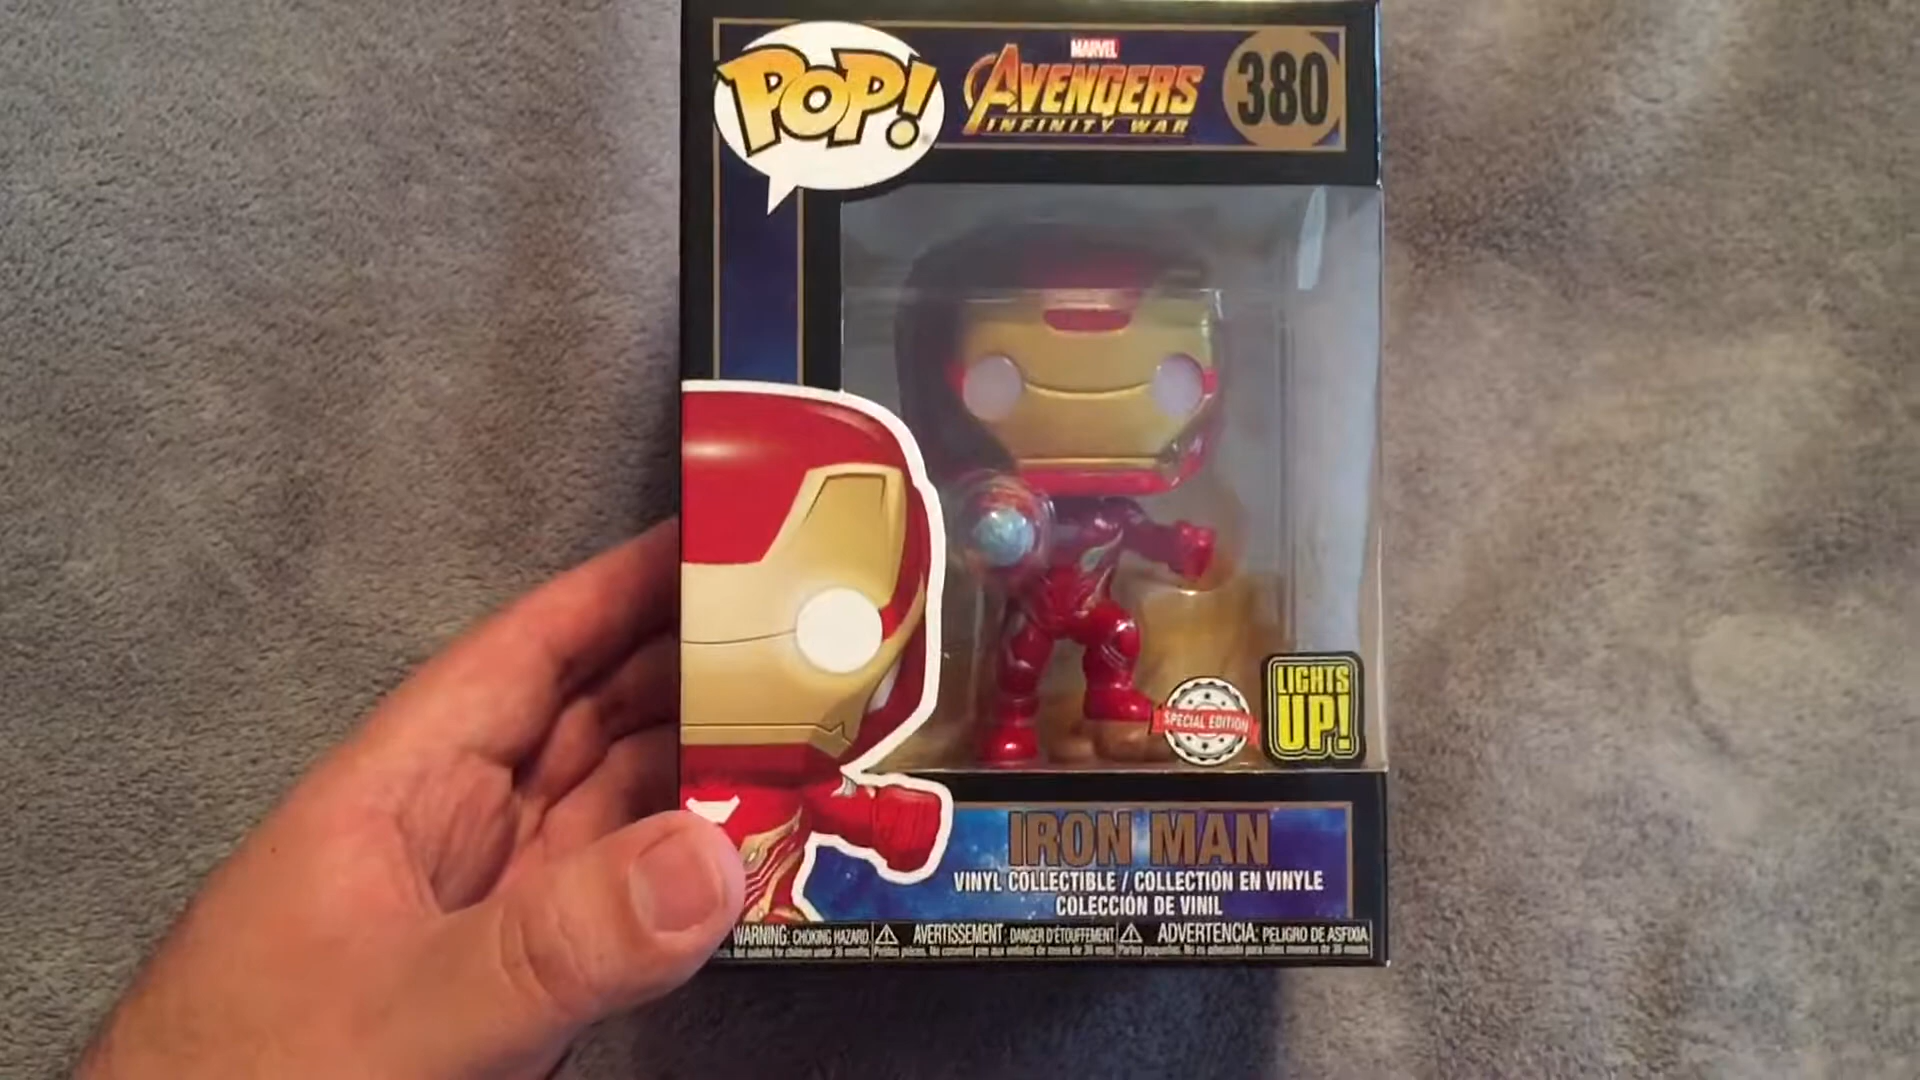 POP!
MARVEL
AVENGERS
INFINITY WAR
380
SPECIAL EDITION
LIGHTS
UP!
IRON MAN
VINYL COLLECTIBLE / COLLECTION EN VINYLE
COLECCIÓN DE VINIL
WARNING: CHOKING HAZARD. AVERTISSEMENT: DANGER D'ÉTOUFFEMENT ADVERTENCIA: PELIGRO DE ASFIXIA